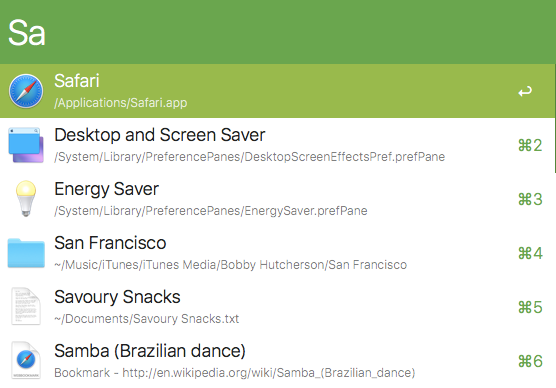 Sa
Safari
/Applications/Safari.app
↩
Desktop and Screen Saver
/System/Library/PreferencePanes/DesktopScreenEffectsPref.prefPane
⌘2
Energy Saver
/System/Library/PreferencePanes/EnergySaver.prefPane
⌘3
San Francisco
~/Music/iTunes/iTunes Media/Bobby Hutcherson/San Francisco
⌘4
Savoury Snacks
~/Documents/Savoury Snacks.txt
⌘5
Samba (Brazilian dance)
Bookmark - http://en.wikipedia.org/wiki/Samba_(Brazilian_dance)
⌘6